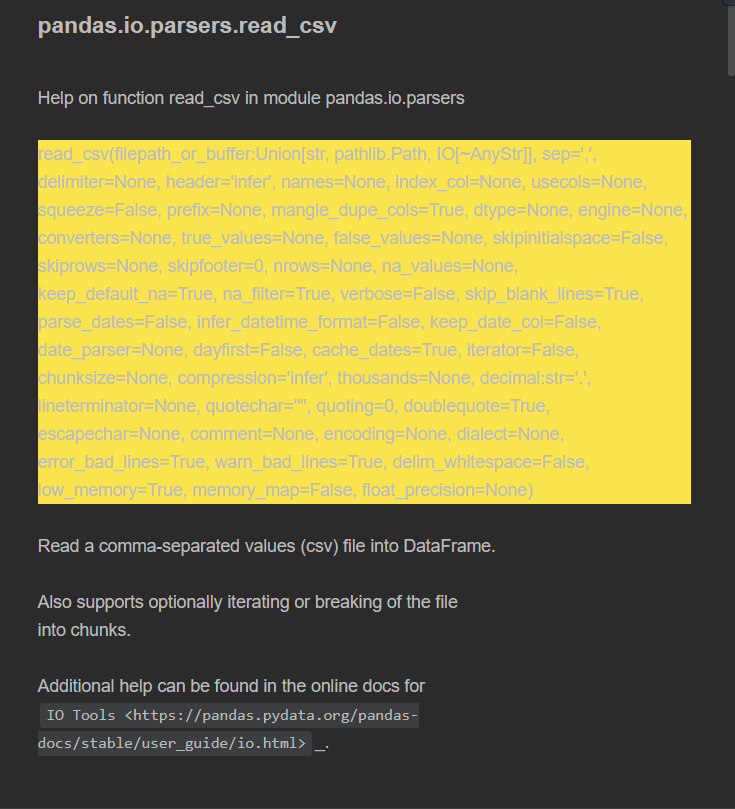 pandas.io.parsers.read_csv
Help on function read_csv in module pandas.io.parsers
read_csv(filepath_or_buffer:Union[str, pathlib.Path, IO[~AnyStr]], sep=',',
delimiter=None, header='infer', names=None, index_col=None, usecols=None,
squeeze=False, prefix=None, mangle_dupe_cols=True, dtype=None, engine=None,
converters=None, true_values=None, false_values=None, skipinitialspace=False,
skiprows=None, skipfooter=0, nrows=None, na_values=None,
keep_default_na=True, na_filter=True, verbose=False, skip_blank_lines=True,
parse_dates=False, infer_datetime_format=False, keep_date_col=False,
date_parser=None, dayfirst=False, cache_dates=True, iterator=False,
chunksize=None, compression='infer', thousands=None, decimal:str='.',
lineterminator=None, quotechar='"', quoting=0, doublequote=True,
escapechar=None, comment=None, encoding=None, dialect=None,
error_bad_lines=True, warn_bad_lines=True, delim_whitespace=False,
low_memory=True, memory_map=False, float_precision=None)
Read a comma-separated values (csv) file into DataFrame.
Also supports optionally iterating or breaking of the file
into chunks.
Additional help can be found in the online docs for
IO Tools <https://pandas.pydata.org/pandas-
docs/stable/user_guide/io.html> _.